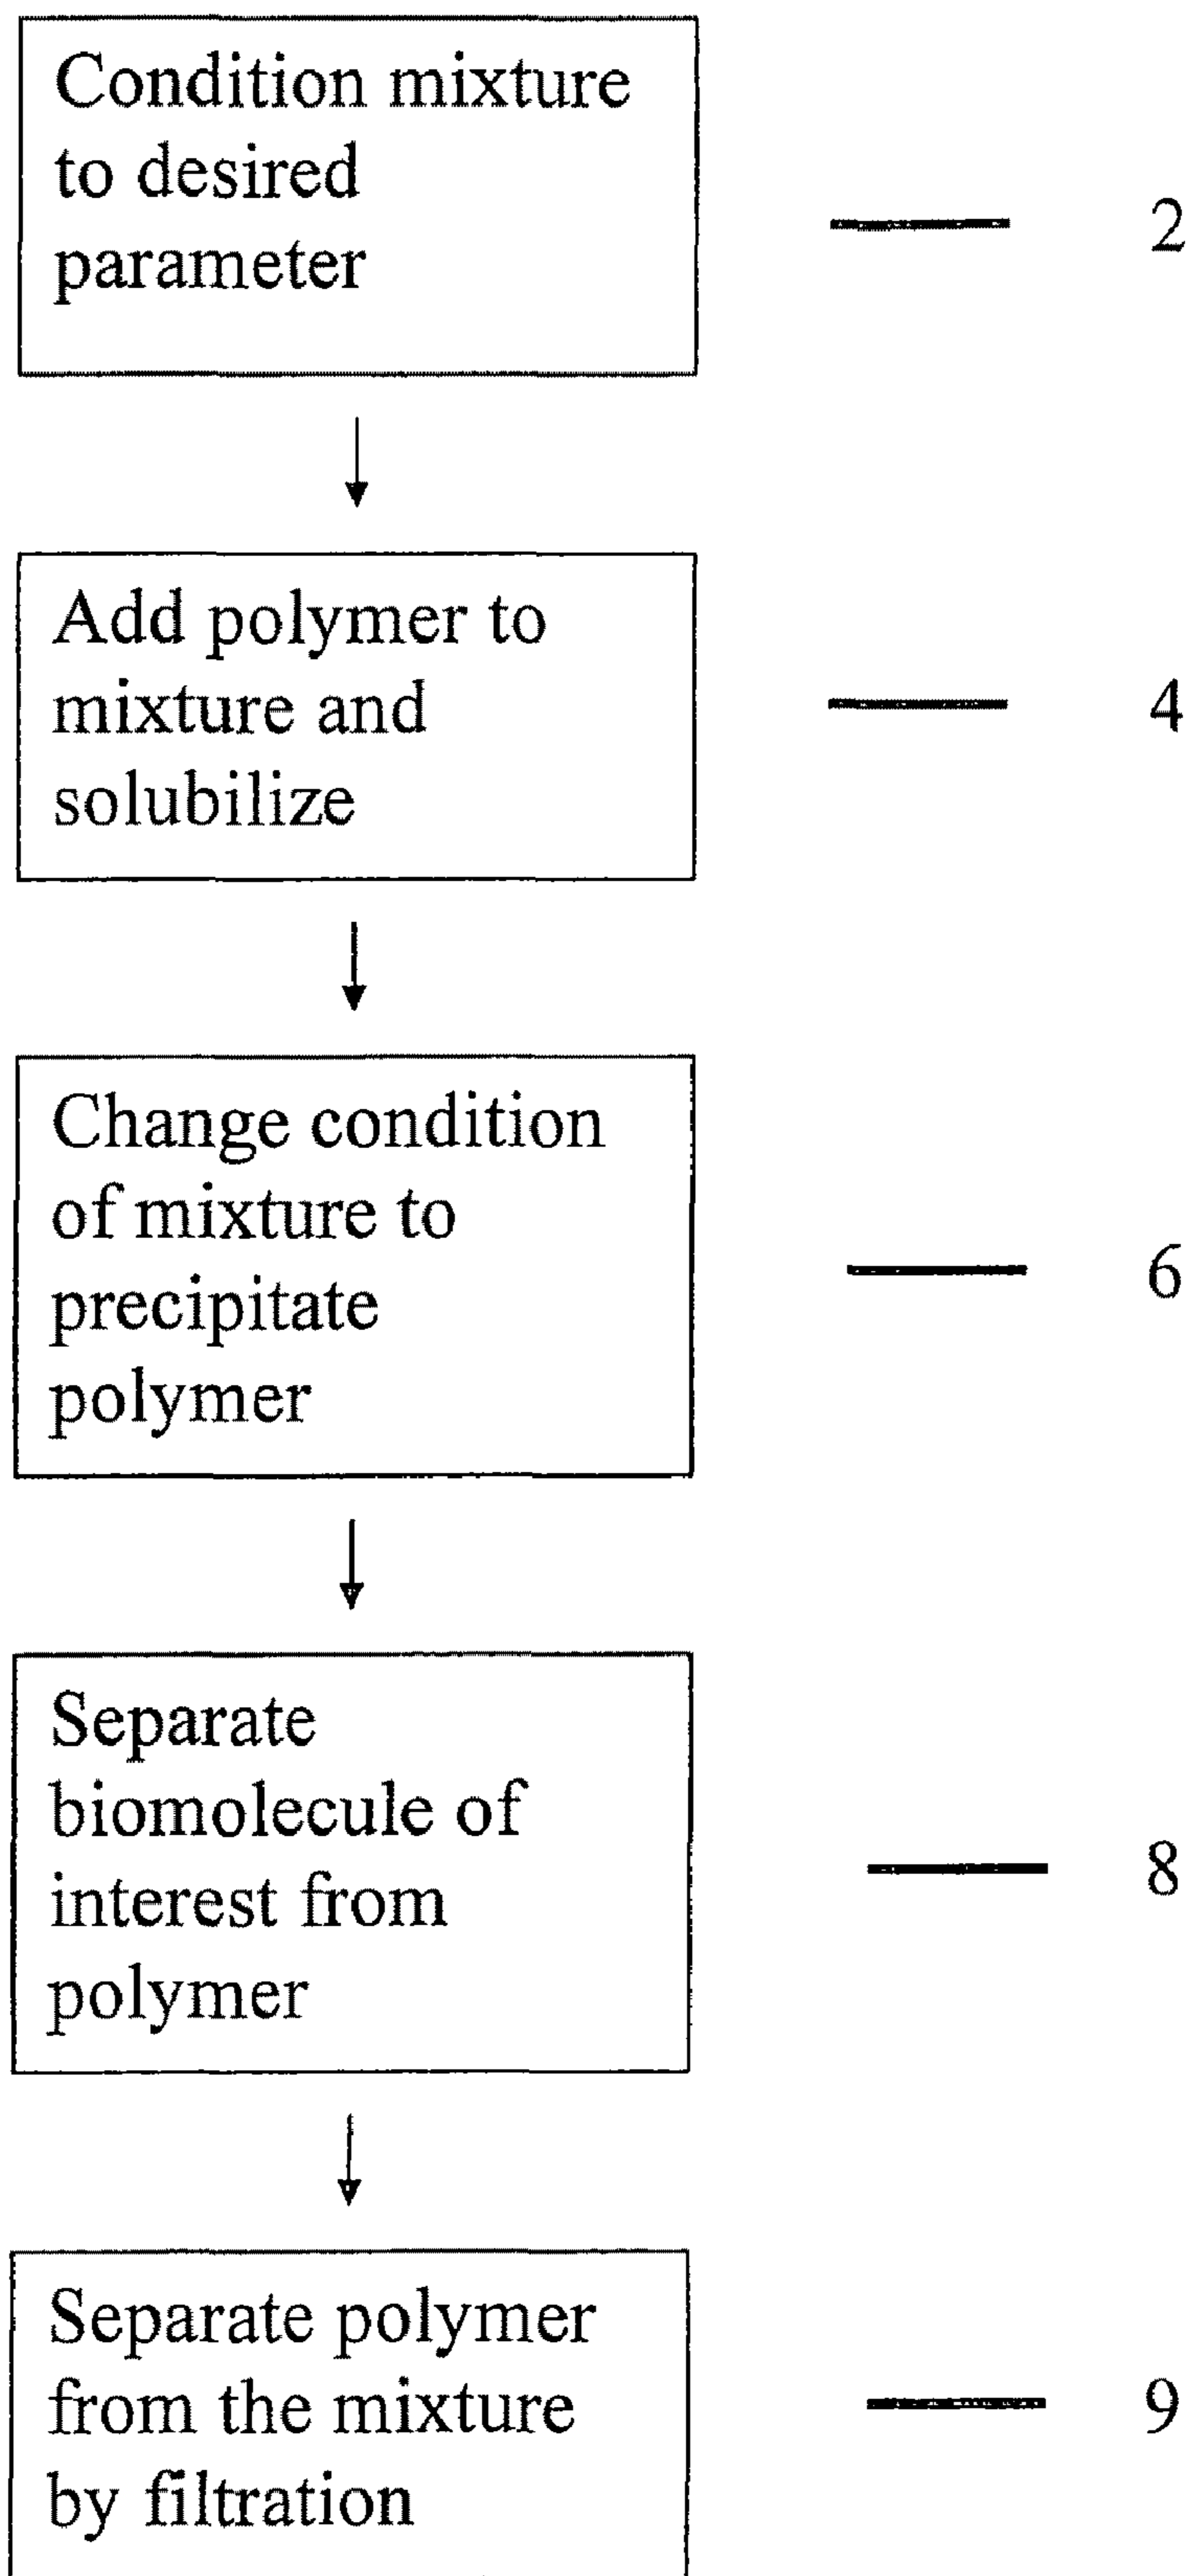 Condition mixture
to desired
parameter
2
Add polymer to
mixture and
solubilize
4
Change condition
of mixture to
precipitate
polymer
6
Separate
biomolecule of
interest from
polymer
8
Separate polymer
from the mixture
by filtration
9